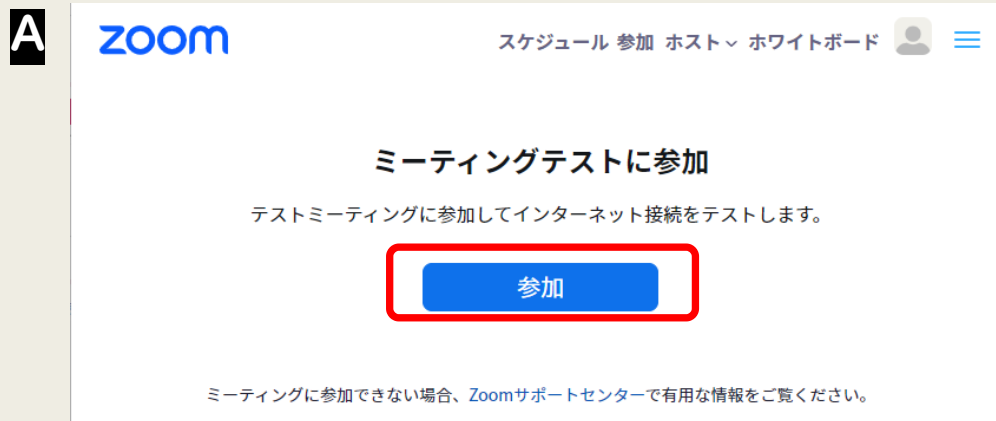 A
zoom
スケジュール 参加 ホスト ホワイトボード
ミーティングテストに参加
テストミーティングに参加してインターネット接続をテストします。
参加
ミーティングに参加できない場合、Zoomサポートセンターで有用な情報をご覧ください。